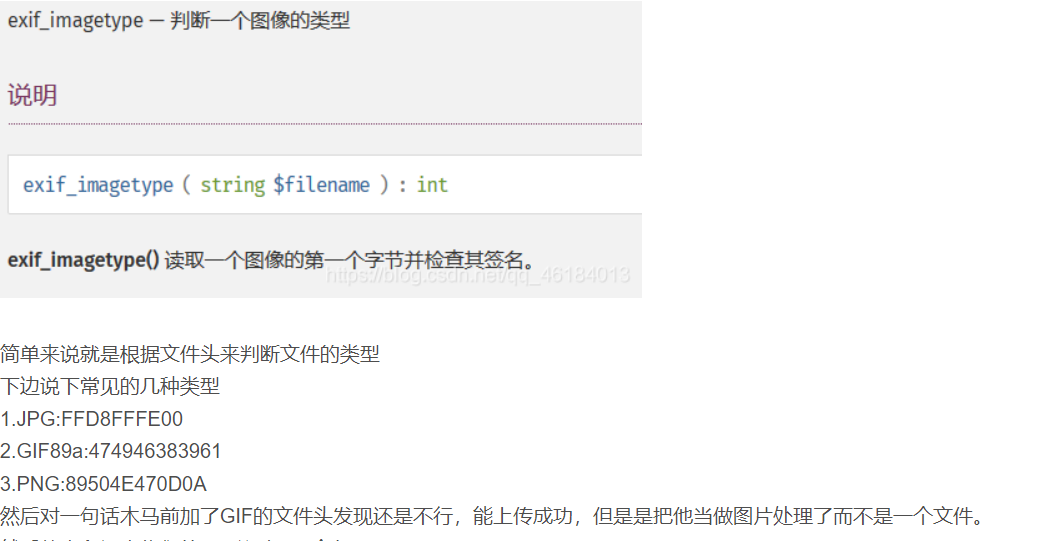 exif_imagetype — 判断一个图像的类型
说明
exif_imagetype ( string $filename ) : int
exif_imagetype() 读取一个图像的第一个字节并检查其签名。
https://blog.csdn.net/qq_46184013
简单来说就是根据文件头来判断文件的类型
下边说下常见的几种类型
1.JPG:FFD8FFFE00
2.GIF89a:474946383961
3.PNG:89504E470D0A
然后对一句话木马前加了GIF的文件头发现还是不行，能上传成功，但是是把他当做图片处理了而不是一个文件。